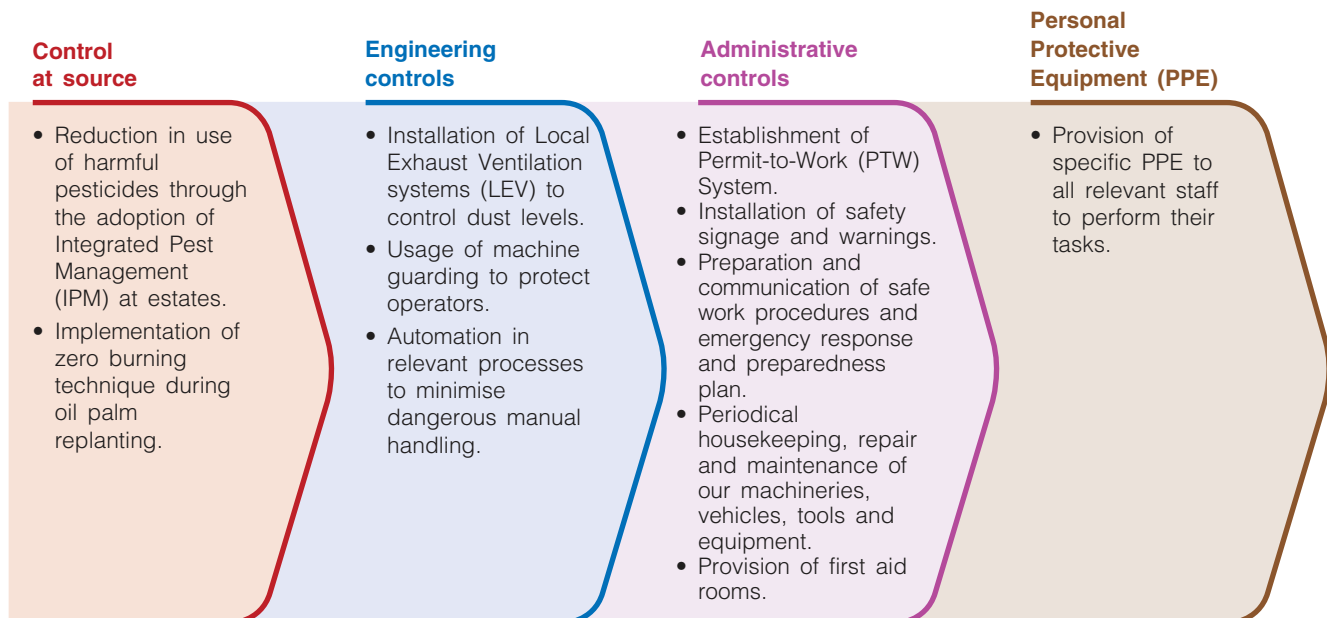 Control
at source
• Reduction in use
of harmful
pesticides through
the adoption of
Integrated Pest
Management
(IPM) at estates.
• Implementation of
zero burning
technique during
oil palm
replanting.
Engineering
controls
• Installation of Local
Exhaust Ventilation
systems (LEV) to
control dust levels.
• Usage of machine
guarding to protect
operators.
• Automation in
relevant processes
to minimise
dangerous manual
handling.
Administrative
controls
• Establishment of
Permit-to-Work (PTW)
System.
• Installation of safety
signage and warnings.
• Preparation and
communication of safe
work procedures and
emergency response
and preparedness
plan.
• Periodical
housekeeping, repair
and maintenance of
our machineries,
vehicles, tools and
equipment.
• Provision of first aid
rooms.
Personal
Protective
Equipment (PPE)
• Provision of
specific PPE to
all relevant staff
to perform their
tasks.